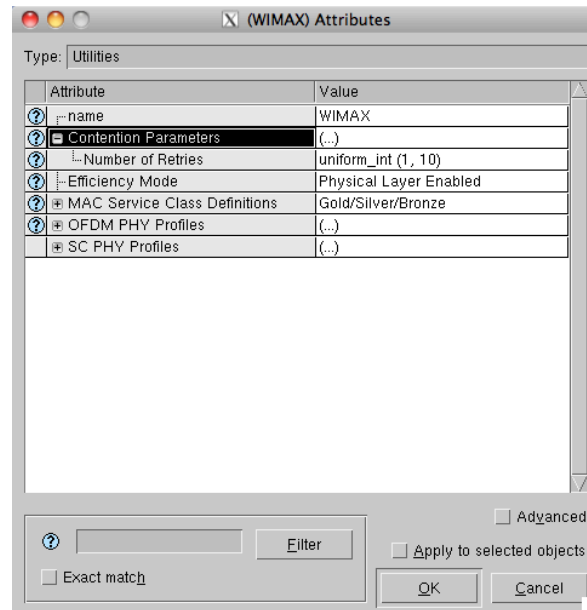 (WIMAX) Attributes
Type: Utilities
Attribute Value
name WIMAX
Contention Parameters (...)
Number of Retries uniform_int (1, 10)
Efficiency Mode Physical Layer Enabled
MAC Service Class Definitions Gold/Silver/Bronze
OFDM PHY Profiles (...)
SC PHY Profiles (...)
Advanced
Filter
Apply to selected objects
Exact match
OK Cancel